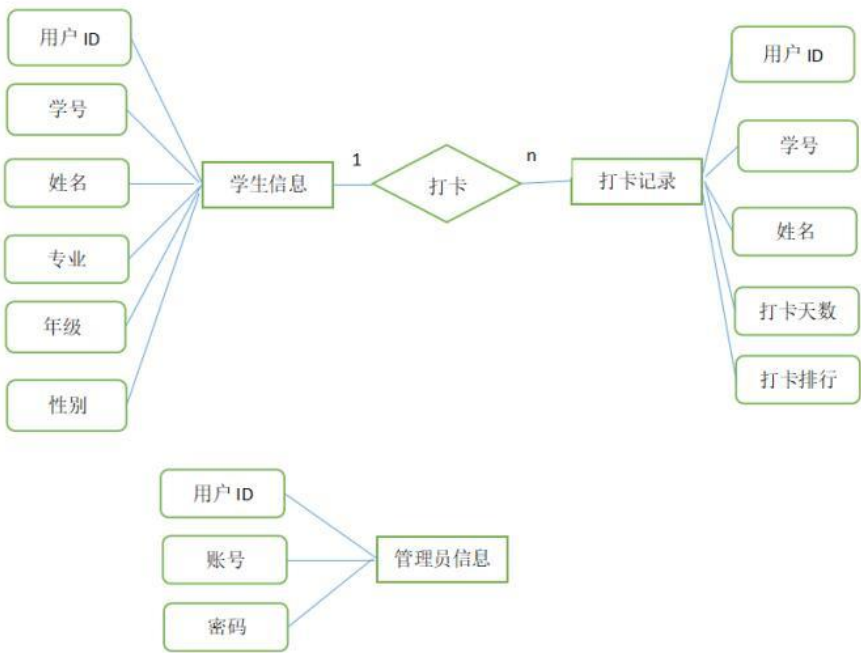 用户 ID
学号
姓名
专业
年级
性别
学生信息
1
打卡
n
打卡记录
用户 ID
学号
姓名
打卡天数
打卡排行
用户 ID
账号
密码
管理员信息